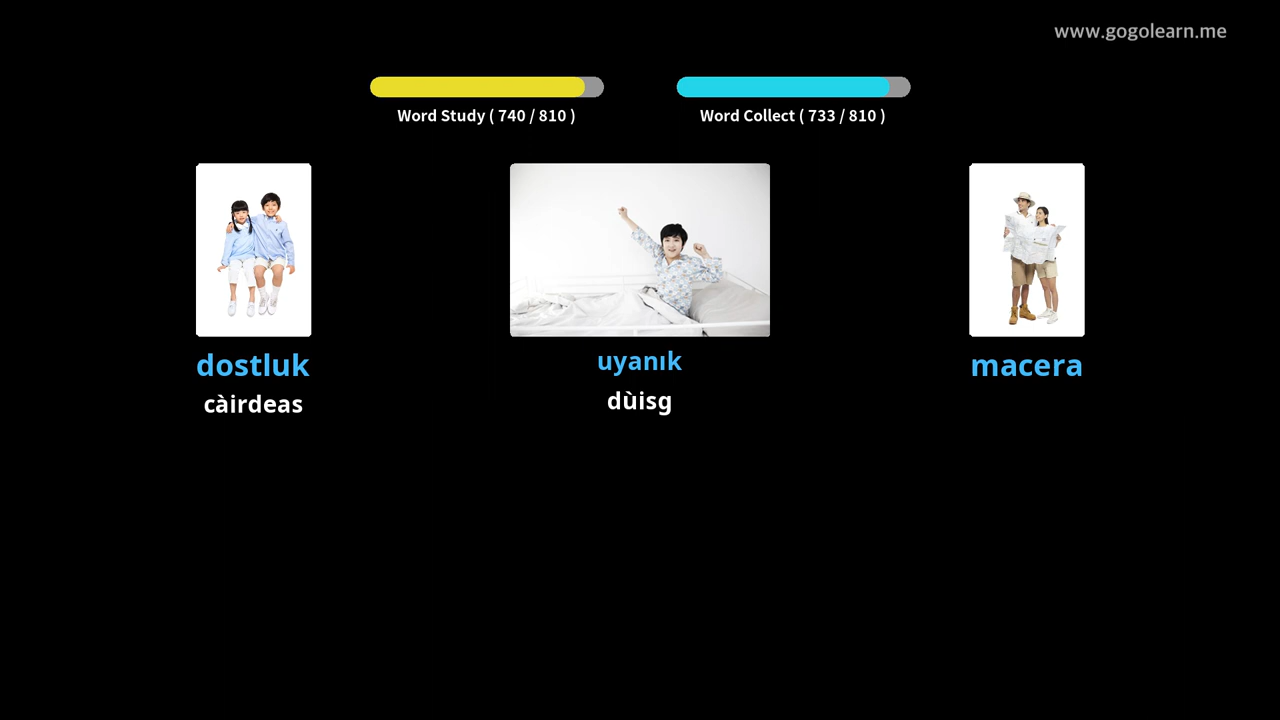 www.gogolearn.me
Word Study ( 740 / 810 )
Word Collect ( 733 / 810 )
dostluk
càirdeas
uyanık
dùisg
macera